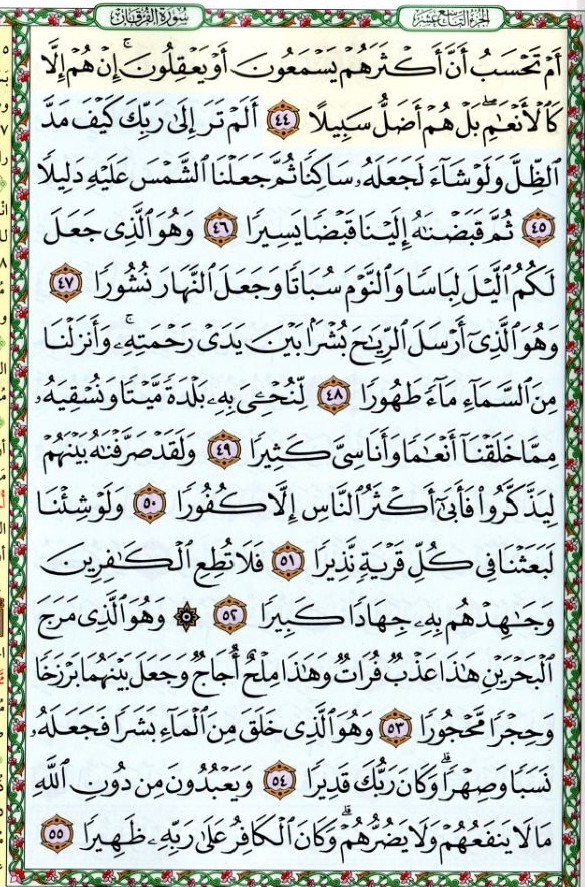 الجزء التاسع عشر
سورة الفرقان
أَمْ تَحْسَبُ أَنَّ أَكْثَرَهُمْ يَسْمَعُونَ أَوْ يَعْقِلُونَ ۚ إِنْ هُمْ إِلَّا
كَٱلْأَنْعَٰمِ ۖ بَلْ هُمْ أَضَلُّ سَبِيلًا ٤٤ أَلَمْ تَرَ إِلَىٰ رَبِّكَ كَيْفَ مَدَّ
ٱلظِّلَّ وَلَوْ شَآءَ لَجَعَلَهُۥ سَاكِنًا ثُمَّ جَعَلْنَا ٱلشَّمْسَ عَلَيْهِ دَلِيلًا
٤٥ ثُمَّ قَبَضْنَٰهُ إِلَيْنَا قَبْضًا يَسِيرًا ٤٦ وَهُوَ ٱلَّذِى جَعَلَ
لَكُمُ ٱلَّيْلَ لِبَاسًا وَٱلنَّوْمَ سُبَاتًا وَجَعَلَ ٱلنَّهَارَ نُشُورًا ٤٧
وَهُوَ ٱلَّذِىٓ أَرْسَلَ ٱلرِّيَٰحَ بُشْرًۢا بَيْنَ يَدَىْ رَحْمَتِهِۦ ۚ وَأَنزَلْنَا
مِنَ ٱلسَّمَآءِ مَآءً طَهُورًا ٤٨ لِّنُحْـِۧىَ بِهِۦ بَلْدَةً مَّيْتًا وَنُسْقِيَهُۥ
مِمَّا خَلَقْنَآ أَنْعَٰمًا وَأَنَاسِىَّ كَثِيرًا ٤٩ وَلَقَدْ صَرَّفْنَٰهُ بَيْنَهُمْ
لِيَذَّكَّرُوا۟ فَأَبَىٰٓ أَكْثَرُ ٱلنَّاسِ إِلَّا كُفُورًا ٥٠ وَلَوْ شِئْنَا
لَبَعَثْنَا فِى كُلِّ قَرْيَةٍ نَّذِيرًا ٥١ فَلَا تُطِعِ ٱلْكَٰفِرِينَ
وَجَٰهِدْهُم بِهِۦ جِهَادًا كَبِيرًا ٥٢ ۞ وَهُوَ ٱلَّذِى مَرَجَ
ٱلْبَحْرَيْنِ هَٰذَا عَذْبٌ فُرَاتٌ وَهَٰذَا مِلْحٌ أُجَاجٌ وَجَعَلَ بَيْنَهُمَا بَرْزَخًا
وَحِجْرًا مَّحْجُورًا ٥٣ وَهُوَ ٱلَّذِى خَلَقَ مِنَ ٱلْمَآءِ بَشَرًا فَجَعَلَهُۥ
نَسَبًا وَصِهْرًا ۗ وَكَانَ رَبُّكَ قَدِيرًا ٥٤ وَيَعْبُدُونَ مِن دُونِ ٱللَّهِ
مَا لَا يَنفَعُهُمْ وَلَا يَضُرُّهُمْ ۗ وَكَانَ ٱلْكَافِرُ عَلَىٰ رَبِّهِۦ ظَهِيرًا ٥٥